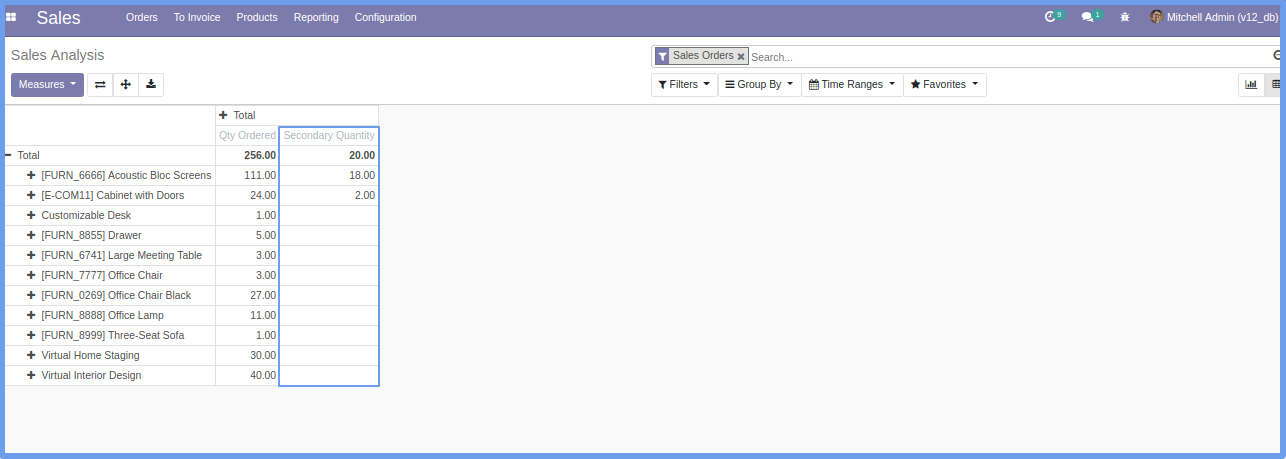 Sales Orders To Invoice Products Reporting Configuration 9 1 Mitchell Admin (v12_db)
Sales Analysis Sales Orders Search...
Measures Filters Group By Time Ranges Favorites
Total
Qty Ordered Secondary Quantity
Total 256.00 20.00
[FURN_6666] Acoustic Bloc Screens 111.00 18.00
[E-COM11] Cabinet with Doors 24.00 2.00
Customizable Desk 1.00
[FURN_8855] Drawer 5.00
[FURN_6741] Large Meeting Table 3.00
[FURN_7777] Office Chair 3.00
[FURN_0269] Office Chair Black 27.00
[FURN_8888] Office Lamp 11.00
[FURN_8999] Three-Seat Sofa 1.00
Virtual Home Staging 30.00
Virtual Interior Design 40.00